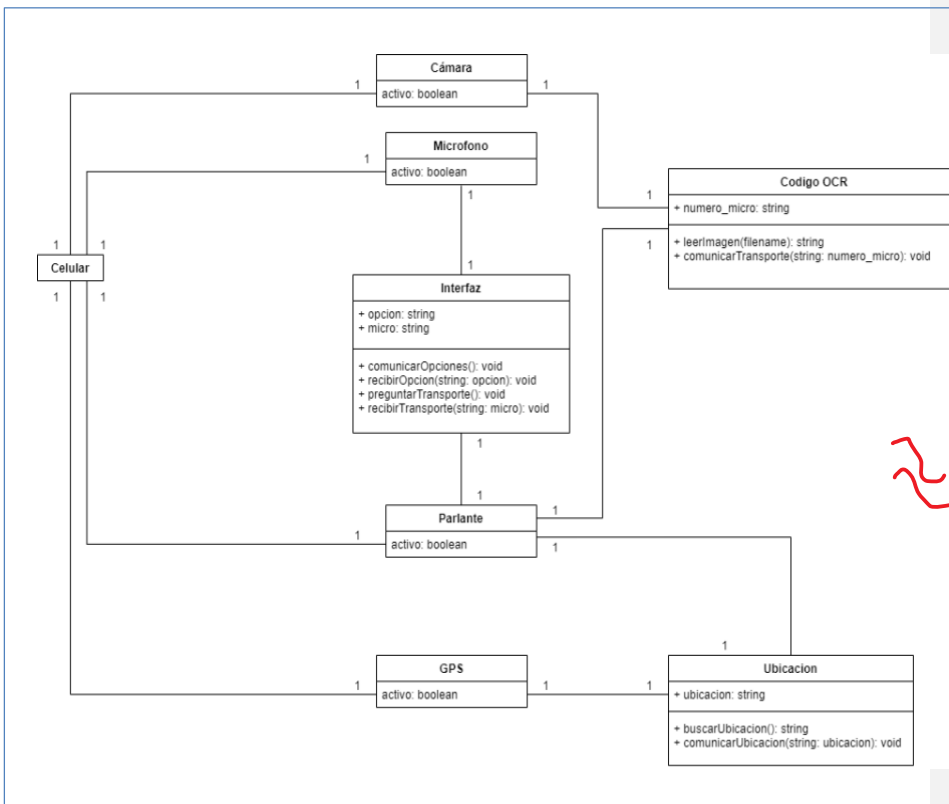 Cámara
1
1
activo: boolean
Microfono
1
activo: boolean
1
Codigo OCR
1
+ numero_micro: string
1
+ leerImagen(filename): string
+ comunicarTransporte(string: numero_micro): void
1
1
Celular
1
1
1
Interfaz
+ opcion: string
+ micro: string
+ comunicarOpciones(): void
+ recibirOpcion(string: opcion): void
+ preguntarTransporte(): void
+ recibirTransporte(string: micro): void
1
1
Parlante
1
1
activo: boolean
1
GPS
1
1
activo: boolean
1
1
Ubicacion
+ ubicacion: string
+ buscarUbicacion(): string
+ comunicarUbicacion(string: ubicacion): void